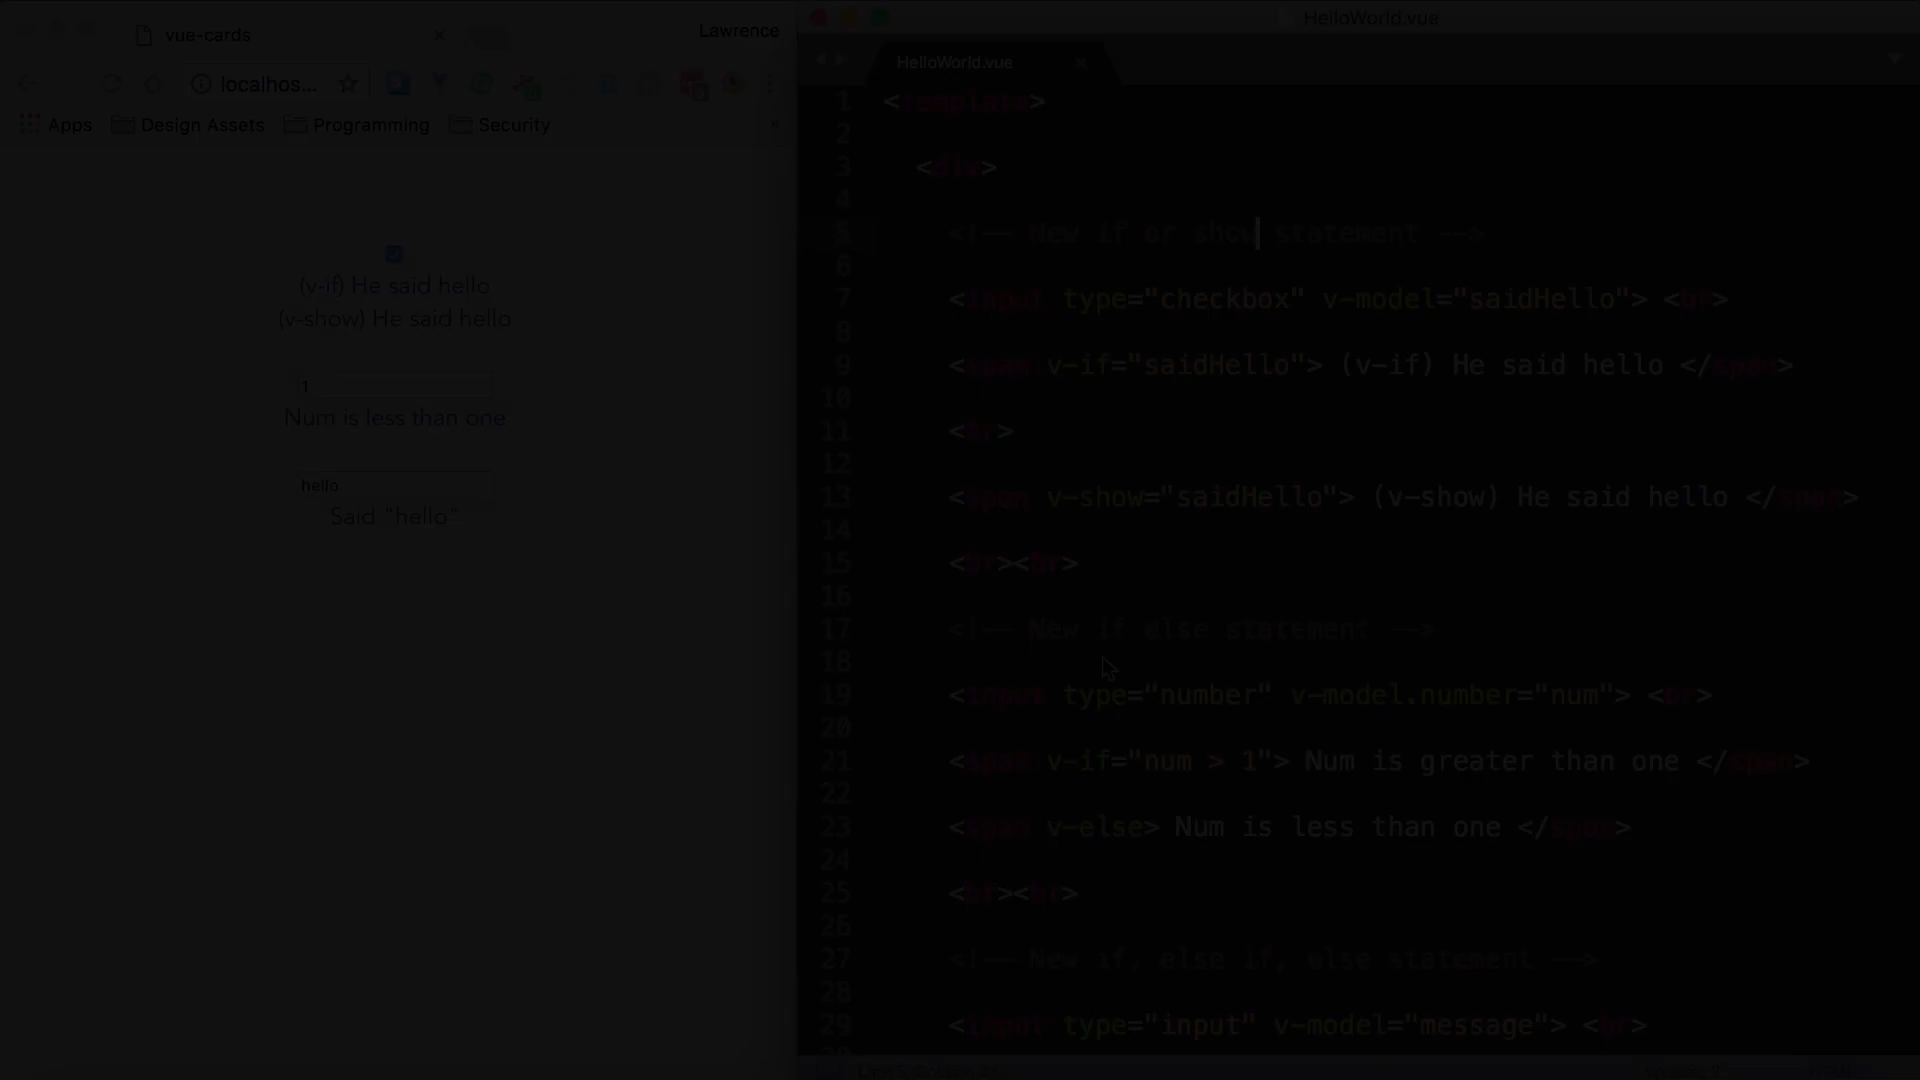 vue-cards
Lawrence
localhos...
Apps
Design Assets
Programming
Security
»
(v-if) He said hello
(v-show) He said hello
1
Num is less than one
hello
Said "hello"
HelloWorld.vue
HelloWorld.vue
1 <template>
2
3 <div>
4
5 <!-- New if or show statement -->
6
7 <input type="checkbox" v-model="saidHello"> <br>
8
9 <span v-if="saidHello"> (v-if) He said hello </span>
10
11 <br>
12
13 <span v-show="saidHello"> (v-show) He said hello </span>
14
15 <br><br>
16
17 <!-- New if else statement -->
18
19 <input type="number" v-model.number="num"> <br>
20
21 <span v-if="num > 1"> Num is greater than one </span>
22
23 <span v-else> Num is less than one </span>
24
25 <br><br>
26
27 <!-- New if, else if, else statement -->
28
29 <input type="input" v-model="message"> <br>